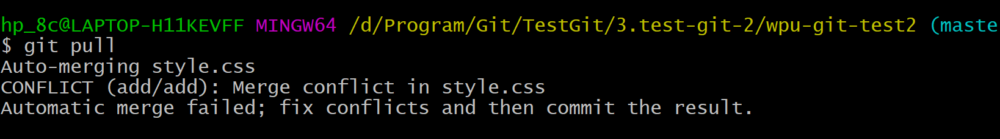 hp_8c@LAPTOP-H11KEVFF MINGW64 /d/Program/Git/TestGit/3.test-git-2/wpu-git-test2 (maste
$ git pull
Auto-merging style.css
CONFLICT (add/add): Merge conflict in style.css
Automatic merge failed; fix conflicts and then commit the result.